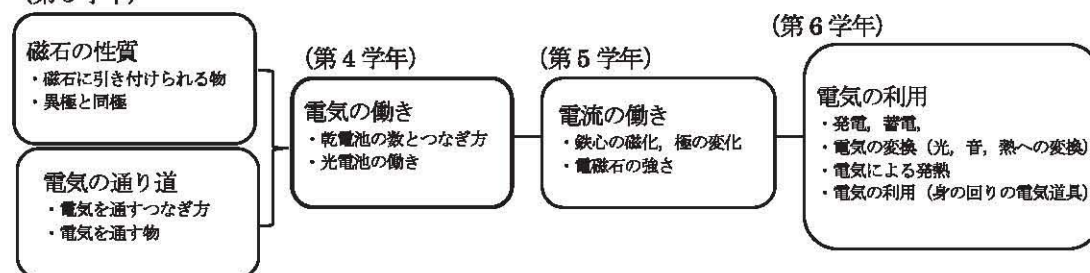 磁石の性質
・磁石に引き付けられる物
・異極と同極
電気の通り道
・電気を通すつなぎ方
・電気を通す物
(第4学年)
電気の働き
・乾電池の数とつなぎ方
・光電池の働き
(第5学年)
電流の働き
・鉄心の磁化，極の変化
・電磁石の強さ
(第6学年)
電気の利用
・発電，蓄電，
・電気の変換（光，音，熱への変換）
・電気による発熱
・電気の利用（身の回りの電気道具）